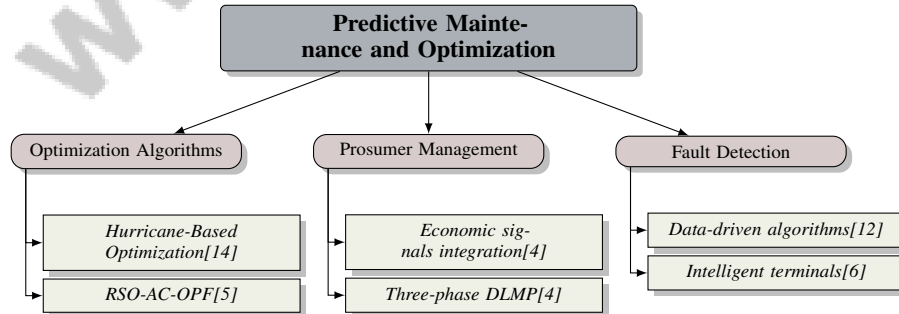 Predictive Mainte-
nance and Optimization
Optimization Algorithms
Hurricane-Based
Optimization[14]
RSO-AC-OPF[5]
Prosumer Management
Economic sig-
nals integration[4]
Three-phase DLMP[4]
Fault Detection
Data-driven algorithms[12]
Intelligent terminals[6]